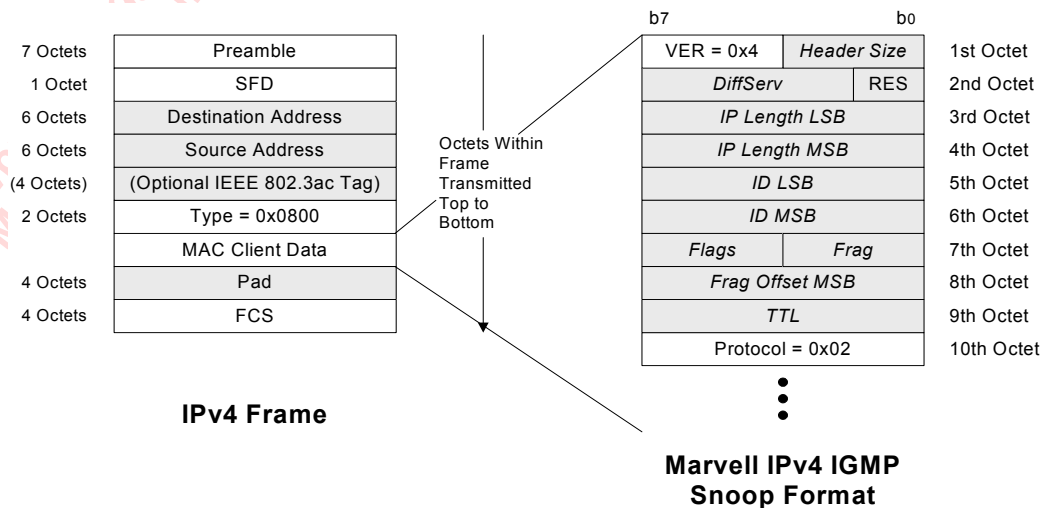 7 Octets Preamble
1 Octet SFD
6 Octets Destination Address
6 Octets Source Address
(4 Octets) (Optional IEEE 802.3ac Tag)
2 Octets Type = 0x0800
MAC Client Data
4 Octets Pad
4 Octets FCS
IPv4 Frame
Octets Within
Frame
Transmitted
Top to
Bottom
b7 b0
VER = 0x4 Header Size 1st Octet
DiffServ RES 2nd Octet
IP Length LSB 3rd Octet
IP Length MSB 4th Octet
ID LSB 5th Octet
ID MSB 6th Octet
Flags Frag 7th Octet
Frag Offset MSB 8th Octet
TTL 9th Octet
Protocol = 0x02 10th Octet
Marvell IPv4 IGMP
Snoop Format